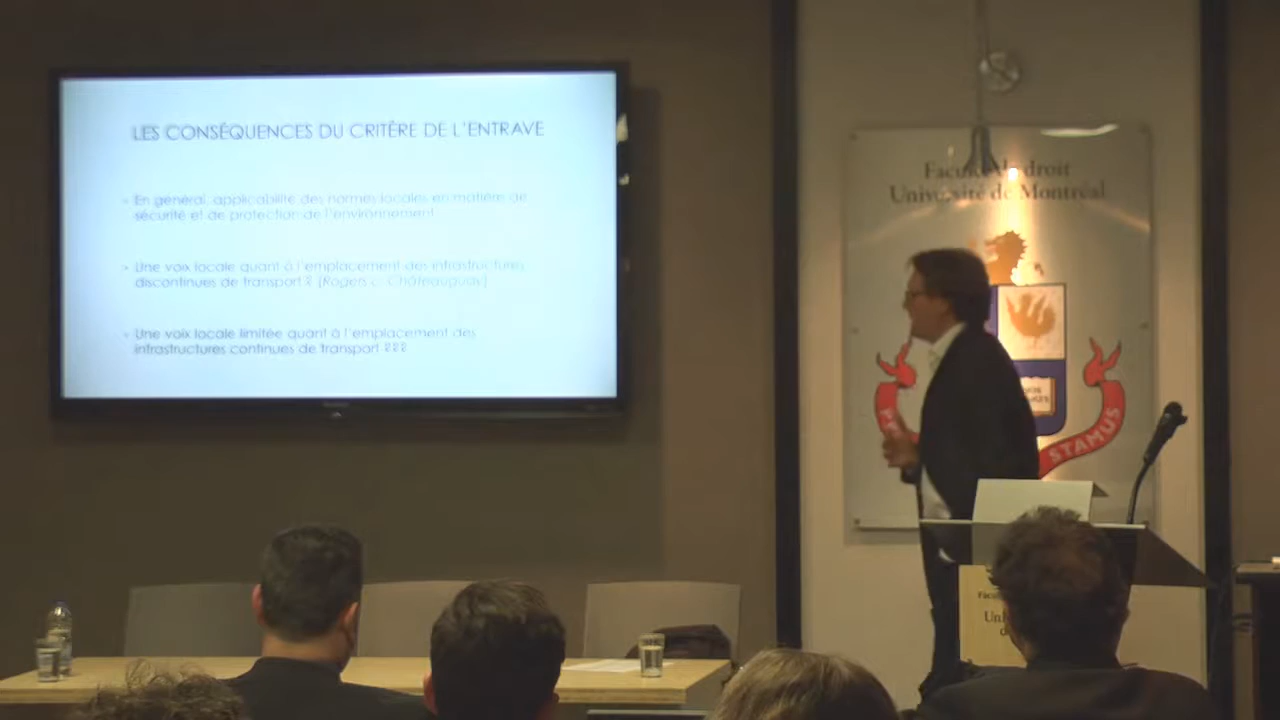 LES CONSÉQUENCES DU CRITÈRE DE L'ENTRAVE
En général, applicabilité des normes locales en matière de
sécurité et de protection de l'environnement
Une voix locale quant à l'emplacement des infrastructures
discontinues de transport ? (Rogers c. Châteauguay)
Une voix locale limitée quant à l'emplacement des
infrastructures continues de transport ???
Faculté de droit
Université de Montréal
STAMUS